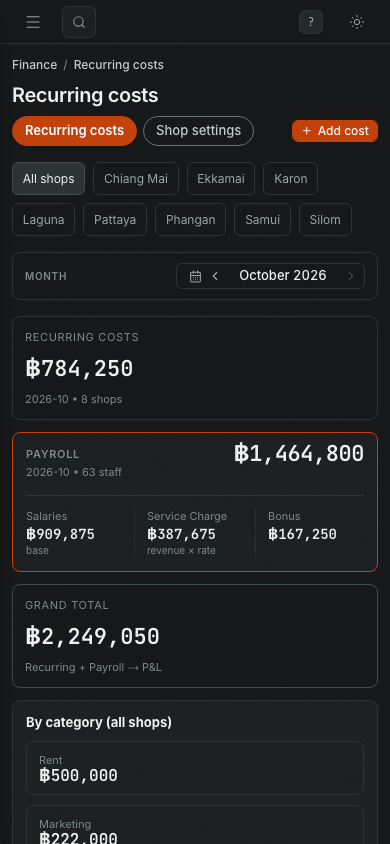 ?
Finance / Recurring costs
Recurring costs
Recurring costs
Shop settings
+ Add cost
All shops
Chiang Mai
Ekkamai
Karon
Laguna
Pattaya
Phangan
Samui
Silom
MONTH
October 2026
RECURRING COSTS
฿784,250
2026-10 • 8 shops
PAYROLL
฿1,464,800
2026-10 • 63 staff
Salaries
฿909,875
base
Service Charge
฿387,675
revenue × rate
Bonus
฿167,250
GRAND TOTAL
฿2,249,050
Recurring + Payroll → P&L
By category (all shops)
Rent
฿500,000
Marketing
฿222,000